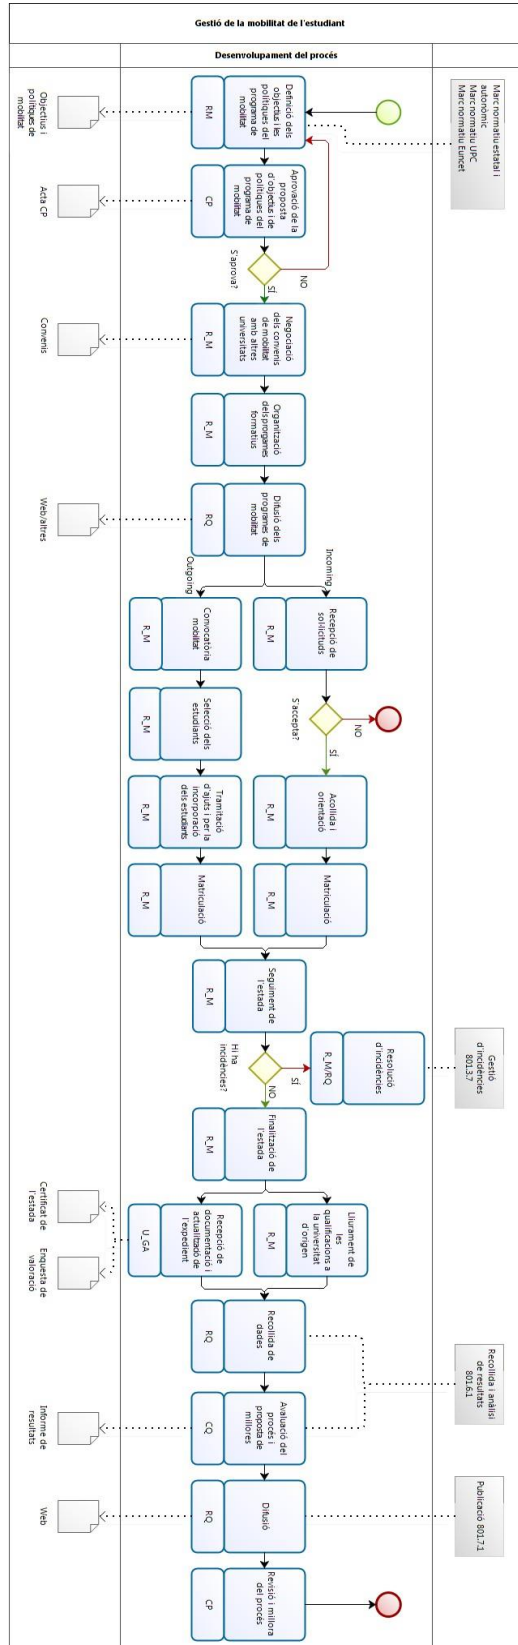 Gestió de la mobilitat de l'estudiant
Desenvolupament del procés
Marc normatiu estatal i
autonòmic
Marc normatiu UPC
Marc normatiu Euncet
Definició dels
objectius i les
polítiques del
programa de
mobilitat
RM
Objectius i
polítiques de
mobilitat
Aprovació de la
proposta
d'objectius i de
polítiques del
programa de
mobilitat
CP
Acta CP
S'aprova?
NO
SÍ
Negociació
dels convenis
de mobilitat
amb altres
universitats
R_M
Convenis
Organització
dels programes
formatius
R_M
Difusió dels
programes de
mobilitat
RQ
Web/altres
Incoming
Outgoing
Recepció de
sol·licituds
R_M
Convocatòria
mobilitat
R_M
S'accepta?
NO
SÍ
Selecció dels
estudiants
R_M
Acollida i
orientació
R_M
Tramitació
d'ajuts i per la
incorporació
dels estudiants
R_M
Matriculació
R_M
Matriculació
R_M
Seguiment de
l'estada
R_M
Hi ha
incidències?
SÍ
NO
Resolució
d'incidències
R_M/RQ
Gestió
d'incidències
801.3.7
Finalització de
l'estada
R_M
Lliurament de
les
qualificacions a
la universitat
d'origen
R_M
Recepció de
documentació i
actualització de
l'expedient
U_GA
Certificat de
l'estada
Enquesta de
valoració
Recollida de
dades
RQ
Recollida i anàlisi
de resultats
801.6.1
Avaluació del
procés i
proposta de
millores
CQ
Informe de
resultats
Difusió
RQ
Publicació 801.7.1
Web
Revisió i millora
del procés
CP